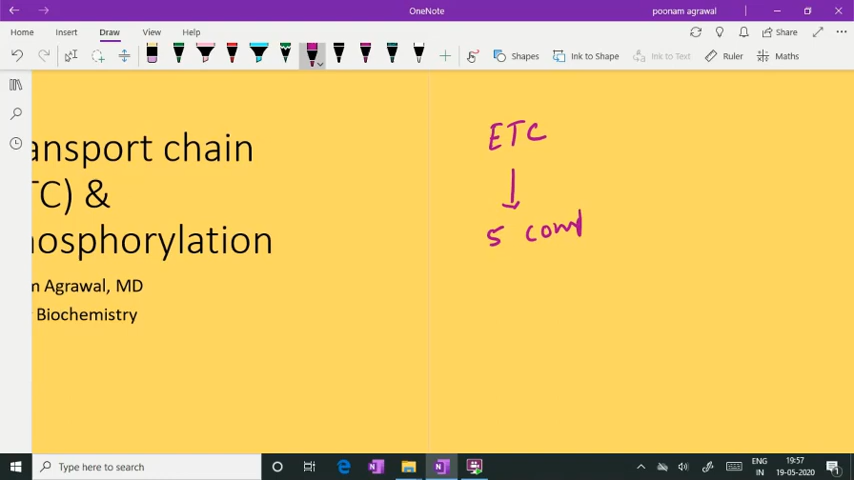 OneNote
poonam agrawal
Home Insert Draw View Help
Share
Shapes Ink to Shape Ink to Text Ruler Maths
ansport chain
TC) &
hosphorylation
m Agrawal, MD
Biochemistry
ETC
5 comp
Type here to search
ENG
IN
19:57
19-05-2020